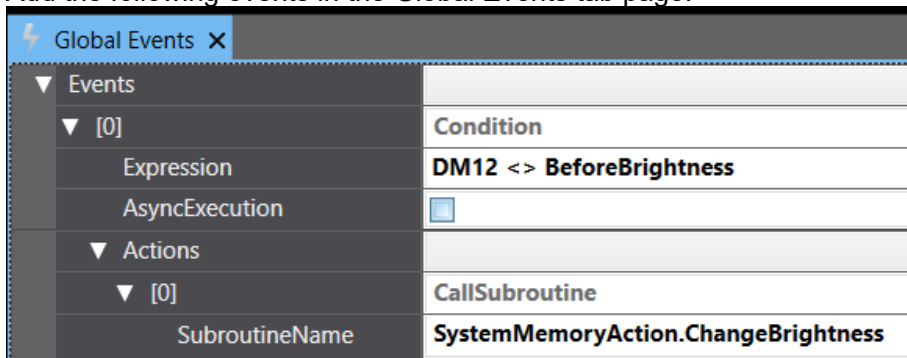 Add the following events in the Global Events tab page.
Global Events
Events
[0] Condition
Expression DM12 <> BeforeBrightness
AsyncExecution
Actions
[0] CallSubroutine
SubroutineName SystemMemoryAction.ChangeBrightness